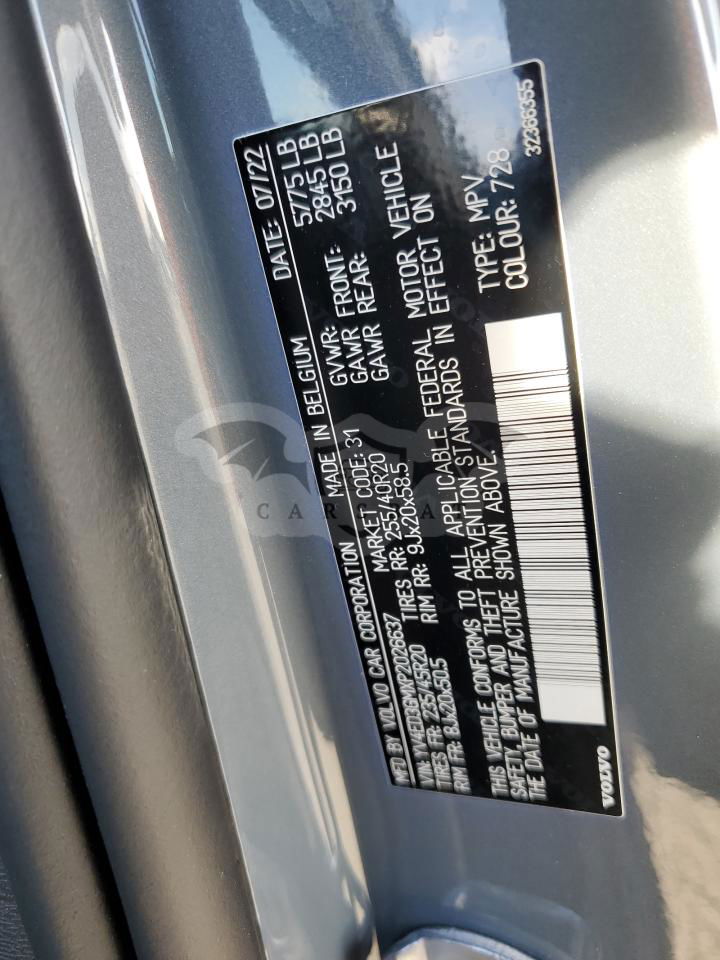 MFD BY VOLVO CAR CORPORATION MADE IN BELGIUM DATE: 07/22
VIN: YV4ED3GMXP2026637 MARKET CODE: 31 GVWR: 5775 LB
TIRES FR: 235/45R20 TIRES RR: 255/40R20 GAWR FRONT: 2845 LB
RIM FR: 8Jx20x50.5 RIM RR: 9Jx20x58.5 GAWR REAR: 3150 LB
THIS VEHICLE CONFORMS TO ALL APPLICABLE FEDERAL MOTOR VEHICLE
SAFETY, BUMPER AND THEFT PREVENTION STANDARDS IN EFFECT ON
THE DATE OF MANUFACTURE SHOWN ABOVE.
TYPE: MPV
COLOUR: 728
VOLVO
32366355